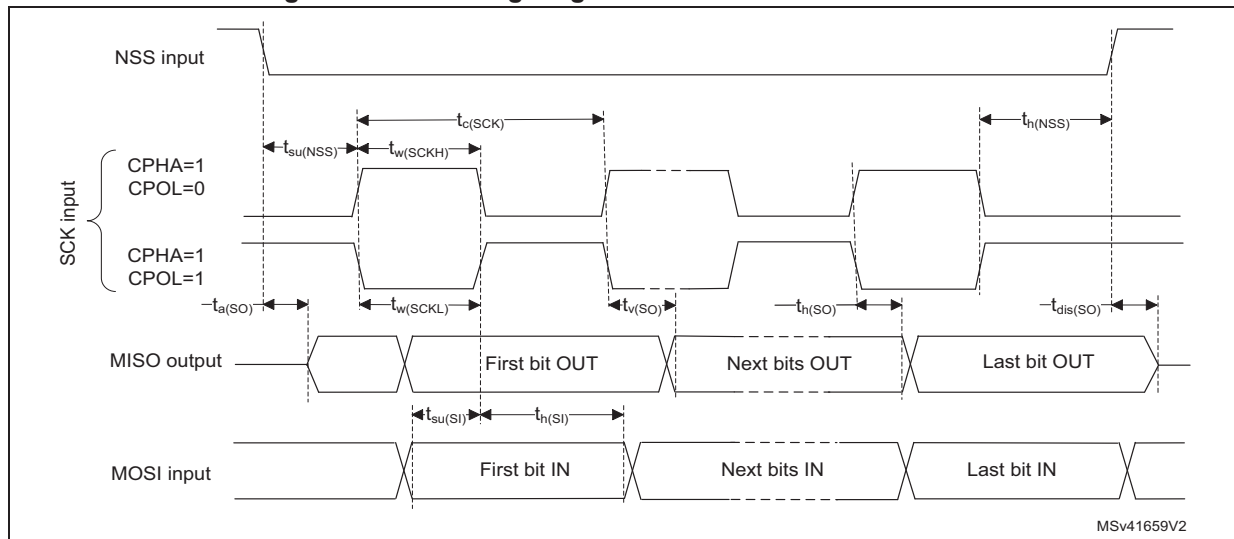 NSS input
tc(SCK)
th(NSS)
tsu(NSS)
tw(SCKH)
CPHA=1
CPOL=0
SCK input
CPHA=1
CPOL=1
ta(SO)
tw(SCKL)
tv(SO)
th(SO)
tdis(SO)
MISO output
First bit OUT
Next bits OUT
Last bit OUT
tsu(SI)
th(SI)
MOSI input
First bit IN
Next bits IN
Last bit IN
MSv41659V2